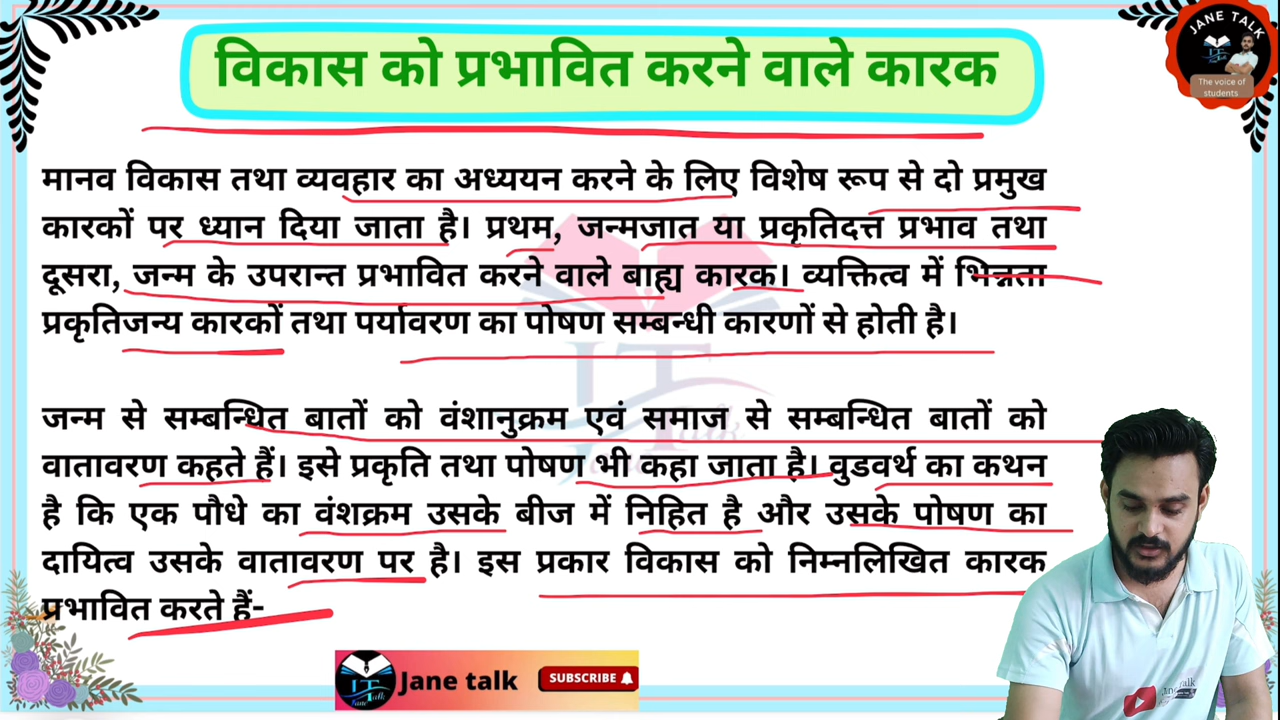 विकास को प्रभावित करने वाले कारक
JANE TALK
The voice of
students
मानव विकास तथा व्यवहार का अध्ययन करने के लिए विशेष रूप से दो प्रमुख
कारकों पर ध्यान दिया जाता है। प्रथम, जन्मजात या प्रकृतिदत्त प्रभाव तथा
दूसरा, जन्म के उपरान्त प्रभावित करने वाले बाह्य कारक। व्यक्तित्व में भिन्नता
प्रकृतिजन्य कारकों तथा पर्यावरण का पोषण सम्बन्धी कारणों से होती है।
जन्म से सम्बन्धित बातों को वंशानुक्रम एवं समाज से सम्बन्धित बातों को
वातावरण कहते हैं। इसे प्रकृति तथा पोषण भी कहा जाता है। वुडवर्थ का कथन
है कि एक पौधे का वंशक्रम उसके बीज में निहित है और उसके पोषण का
दायित्व उसके वातावरण पर है। इस प्रकार विकास को निम्नलिखित कारक
प्रभावित करते हैं-
Jane talk
SUBSCRIBE